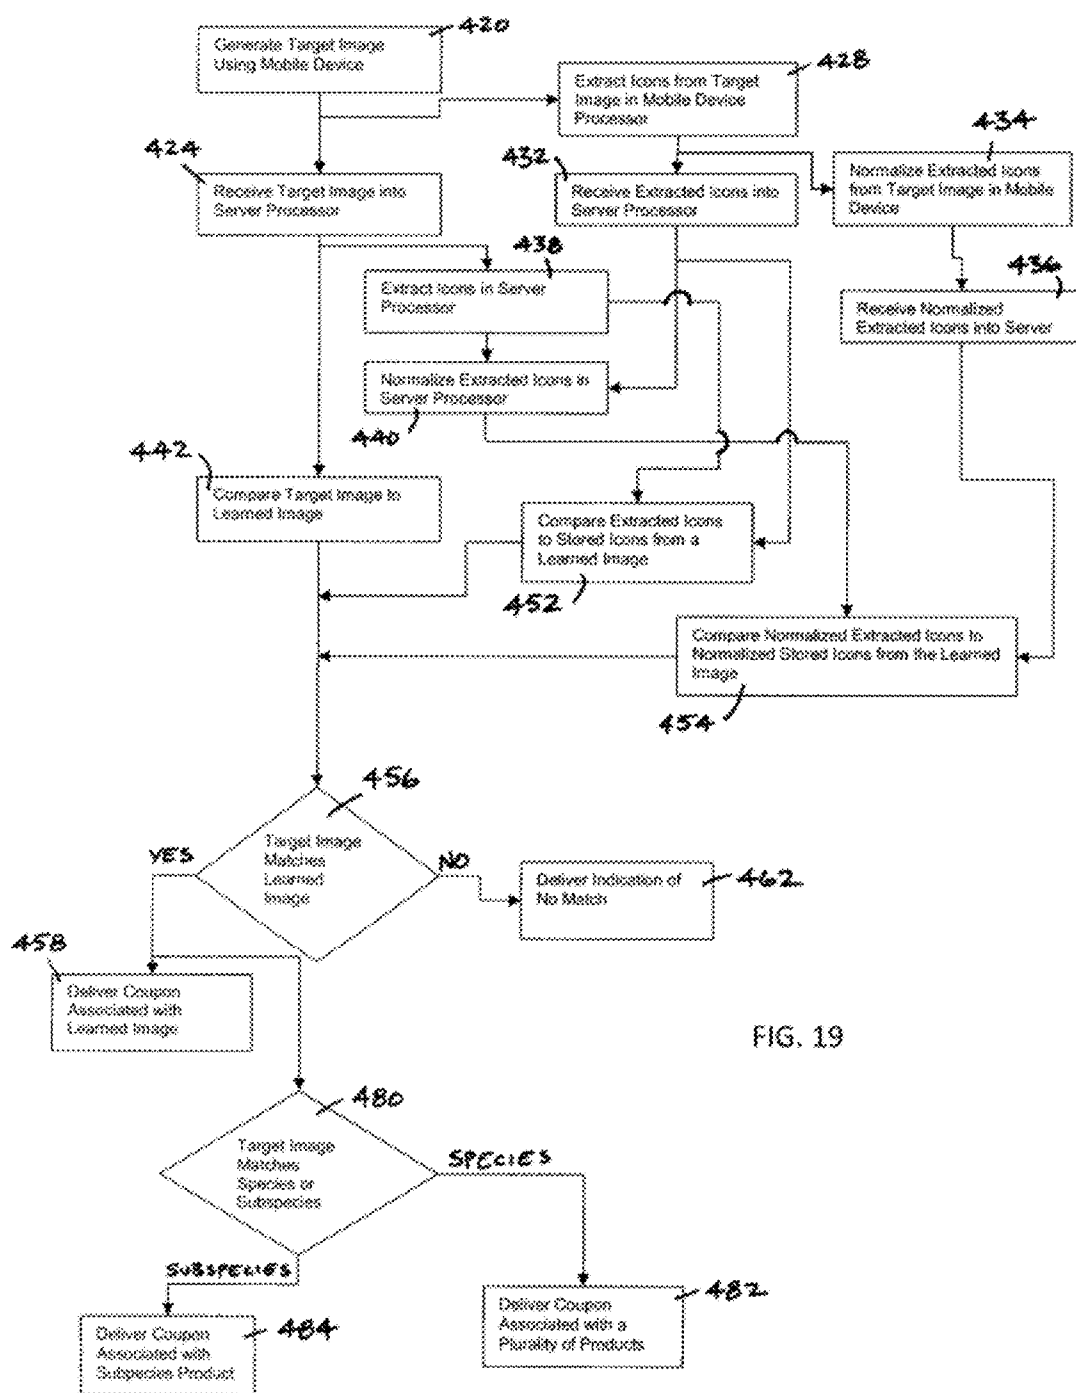 420
Generate Target Image
Using Mobile Device
428
Extract Icons from Target
Image in Mobile Device
Processor
424
432
434
Receive Target Image into
Server Processor
Receive Extracted Icons into
Server Processor
Normalize Extracted Icons
from Target Image in Mobile
Device
438
436
Extract Icons in Server
Processor
Receive Normalized
Extracted Icons into Server
Normalize Extracted Icons in
Server Processor
440
442
Compare Target Image to
Learned Image
Compare Extracted Icons
to Stored Icons from a
Learned Image
452
Compare Normalized Extracted Icons to
Normalized Stored Icons from the Learned
Image
454
456
Target Image
Matches
Learned
Image
YES
NO
Deliver Indication of
No Match
462
458
Deliver Coupon
Associated with
Learned Image
FIG. 19
480
Target Image
Matches
Species or
Subspecies
SPECIES
SUBSPECIES
482
Deliver Coupon
Associated with a
Plurality of Products
484
Deliver Coupon
Associated with
Subspecies Product